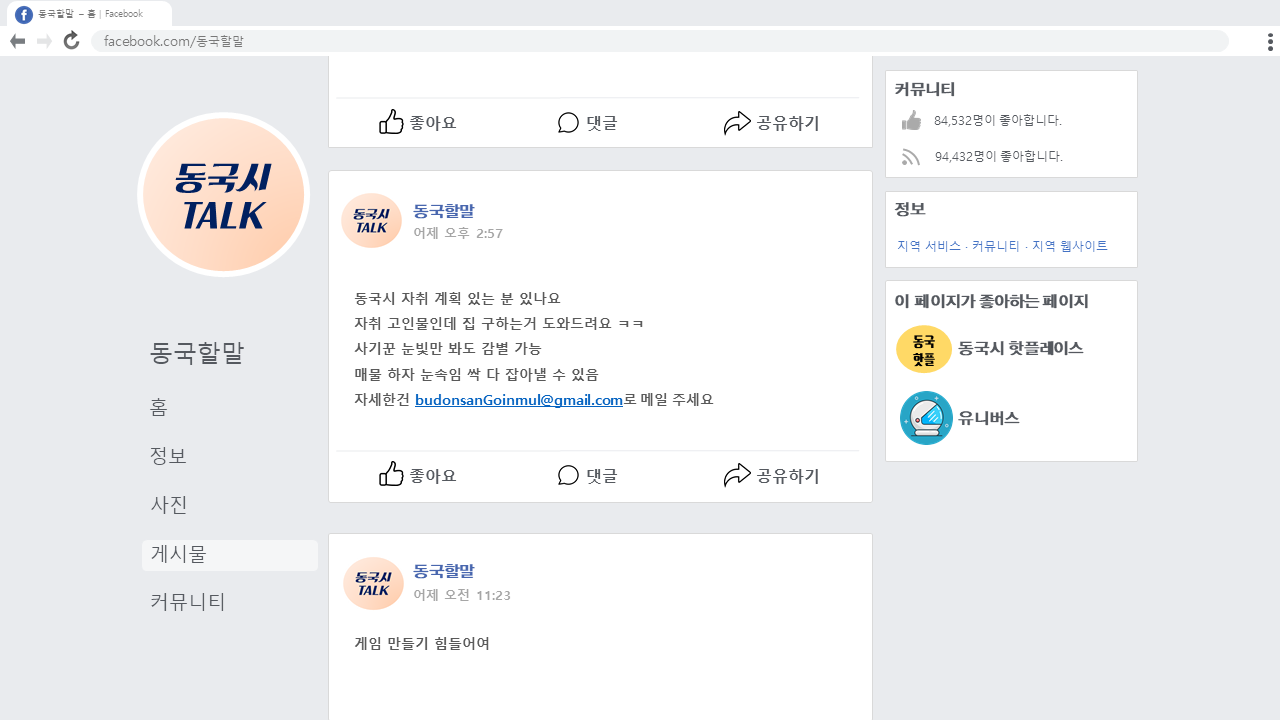 동국할말 – 홈 | Facebook
facebook.com/동국할말
동국시
TALK
동국할말
홈
정보
사진
게시물
커뮤니티
좋아요 댓글 공유하기
동국시
TALK
동국할말
어제 오후 2:57
동국시 자취 계획 있는 분 있나요
자취 고인물인데 집 구하는거 도와드려요 ㅋㅋ
사기꾼 눈빛만 봐도 감별 가능
매물 하자 눈속임 싹 다 잡아낼 수 있음
자세한건 budonsanGoinmul@gmail.com로 메일 주세요
좋아요 댓글 공유하기
동국시
TALK
동국할말
어제 오전 11:23
게임 만들기 힘들어여
커뮤니티
84,532명이 좋아합니다.
94,432명이 좋아합니다.
정보
지역 서비스 · 커뮤니티 · 지역 웹사이트
이 페이지가 좋아하는 페이지
동국
핫플
동국시 핫플레이스
유니버스